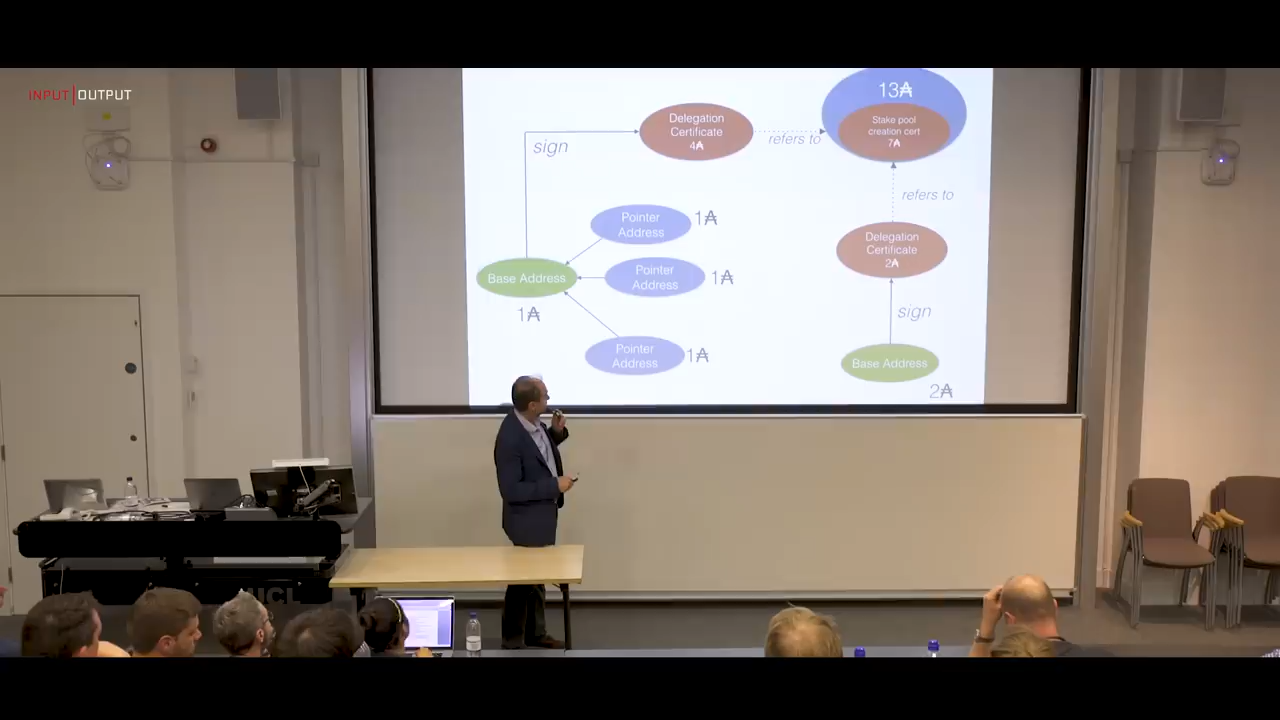 INPUT|OUTPUT
13₳
Stake pool
creation cert
7₳
Delegation
Certificate
4₳
refers to
sign
refers to
Pointer
Address
1₳
Delegation
Certificate
2₳
Base Address
Pointer
Address
1₳
1₳
sign
Pointer
Address
1₳
Base Address
2₳
UCL